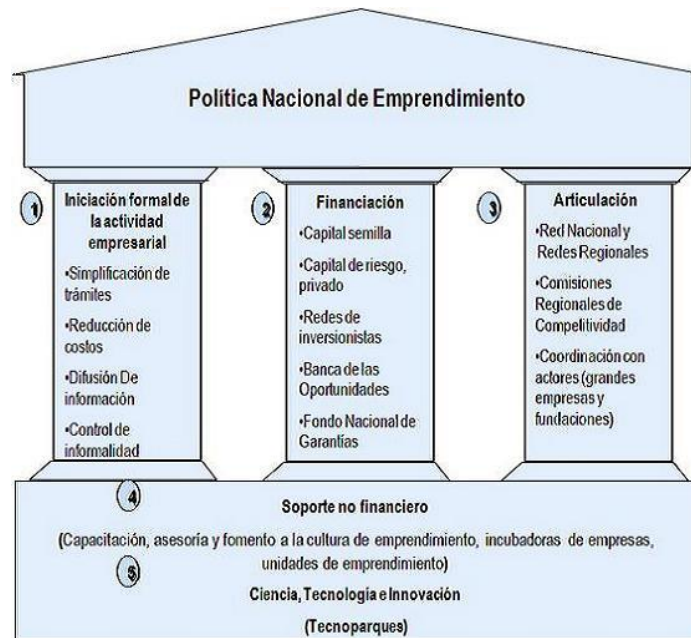 Política Nacional de Emprendimiento
1
Iniciación formal de
la actividad
empresarial
•Simplificación de
trámites
•Reducción de
costos
•Difusión De
información
•Control de
informalidad
2
Financiación
•Capital semilla
•Capital de riesgo,
privado
•Redes de
inversionistas
•Banca de las
Oportunidades
•Fondo Nacional de
Garantías
3
Articulación
•Red Nacional y
Redes Regionales
•Comisiones
Regionales de
Competitividad
•Coordinación con
actores (grandes
empresas y
fundaciones)
4
Soporte no financiero
(Capacitación, asesoría y fomento a la cultura de emprendimiento, incubadoras de empresas,
unidades de emprendimiento)
5
Ciencia, Tecnología e Innovación
(Tecnoparques)